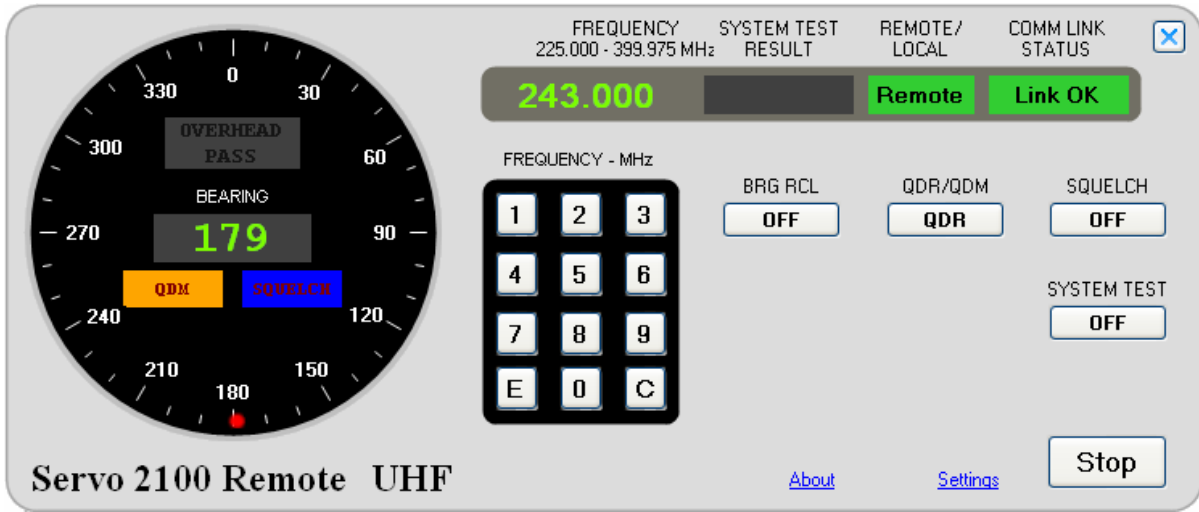 FREQUENCY
225.000 - 399.975 MHz
SYSTEM TEST
RESULT
REMOTE/
LOCAL
COMM LINK
STATUS
243.000
Remote
Link OK
0
30
60
90
120
150
180
210
240
270
300
330
OVERHEAD
PASS
BEARING
179
QDM
SQUELCH
FREQUENCY - MHz
1 2 3
4 5 6
7 8 9
E 0 C
BRG RCL
OFF
QDR/QDM
QDR
SQUELCH
OFF
SYSTEM TEST
OFF
Servo 2100 Remote UHF
About
Settings
Stop